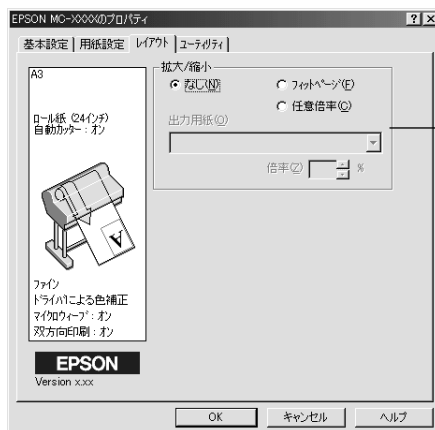 EPSON MC-XXXXのプロパティ
? ×
基本設定 用紙設定 レイアウト ユーティリティ
A3
ロール紙 (24インチ)
自動カッター：オン
A
ファイン
ドライバによる色補正
マイクロウィーブ：オン
双方向印刷：オン
EPSON
Version x.xx
拡大/縮小
なし(N)
フィットページ(F)
任意倍率(C)
出力用紙(O)
倍率(Z) %
OK キャンセル ヘルプ